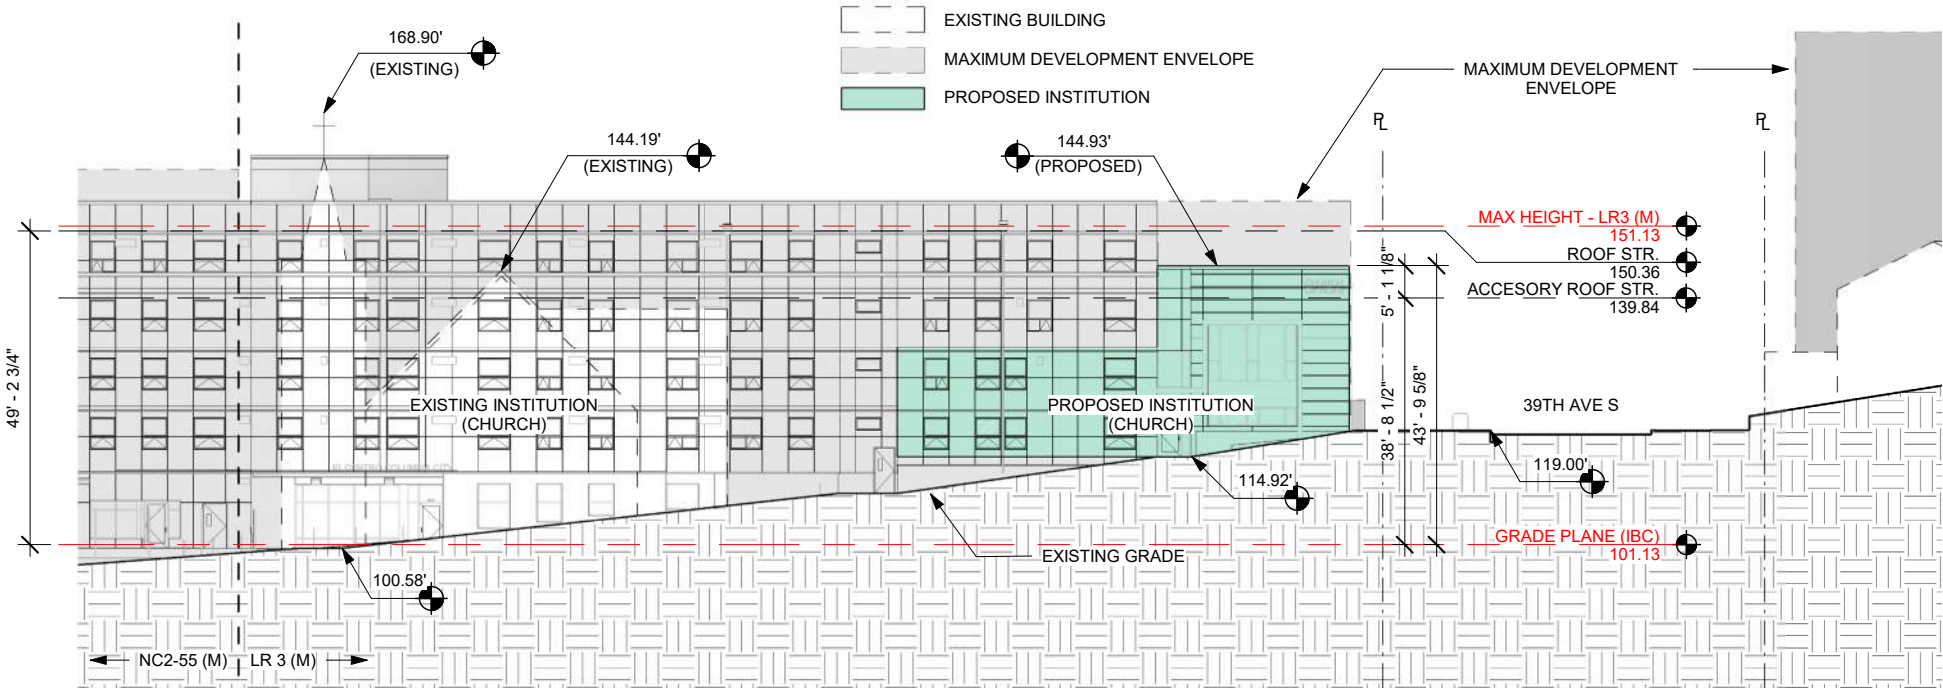 EXISTING BUILDING
MAXIMUM DEVELOPMENT ENVELOPE
PROPOSED INSTITUTION
168.90'
(EXISTING)
144.19'
(EXISTING)
144.93'
(PROPOSED)
MAXIMUM DEVELOPMENT
ENVELOPE
PL
PL
MAX HEIGHT - LR3 (M)
151.13
ROOF STR.
150.36
ACCESORY ROOF STR.
139.84
5' - 1 1/8"
38' - 8 1/2"
43' - 9 5/8"
49' - 2 3/4"
EXISTING INSTITUTION
(CHURCH)
PROPOSED INSTITUTION
(CHURCH)
39TH AVE S
EL CENTRO COLUMBIA CITY
119.00'
114.92'
GRADE PLANE (IBC)
101.13
EXISTING GRADE
100.58'
NC2-55 (M)
LR 3 (M)